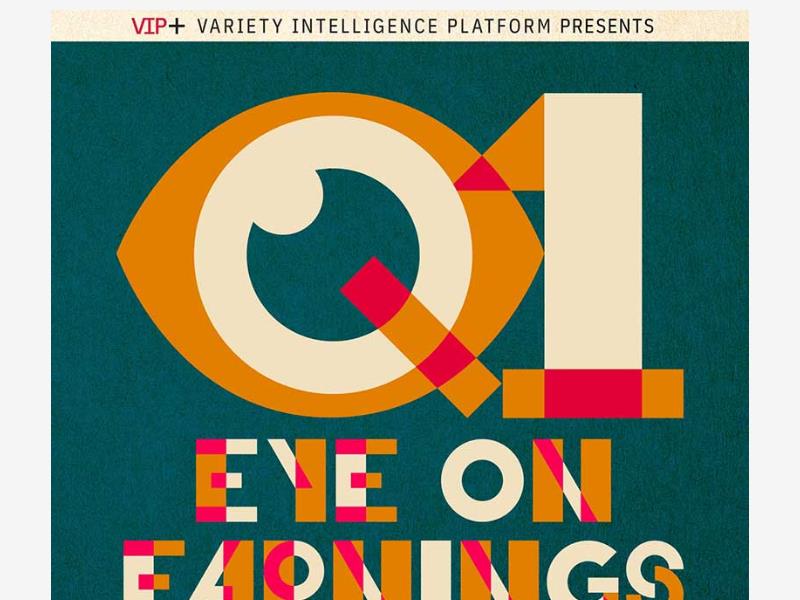 VIP+ VARIETY INTELLIGENCE PLATFORM PRESENTS
Q1
EYE ON
EARNINGS